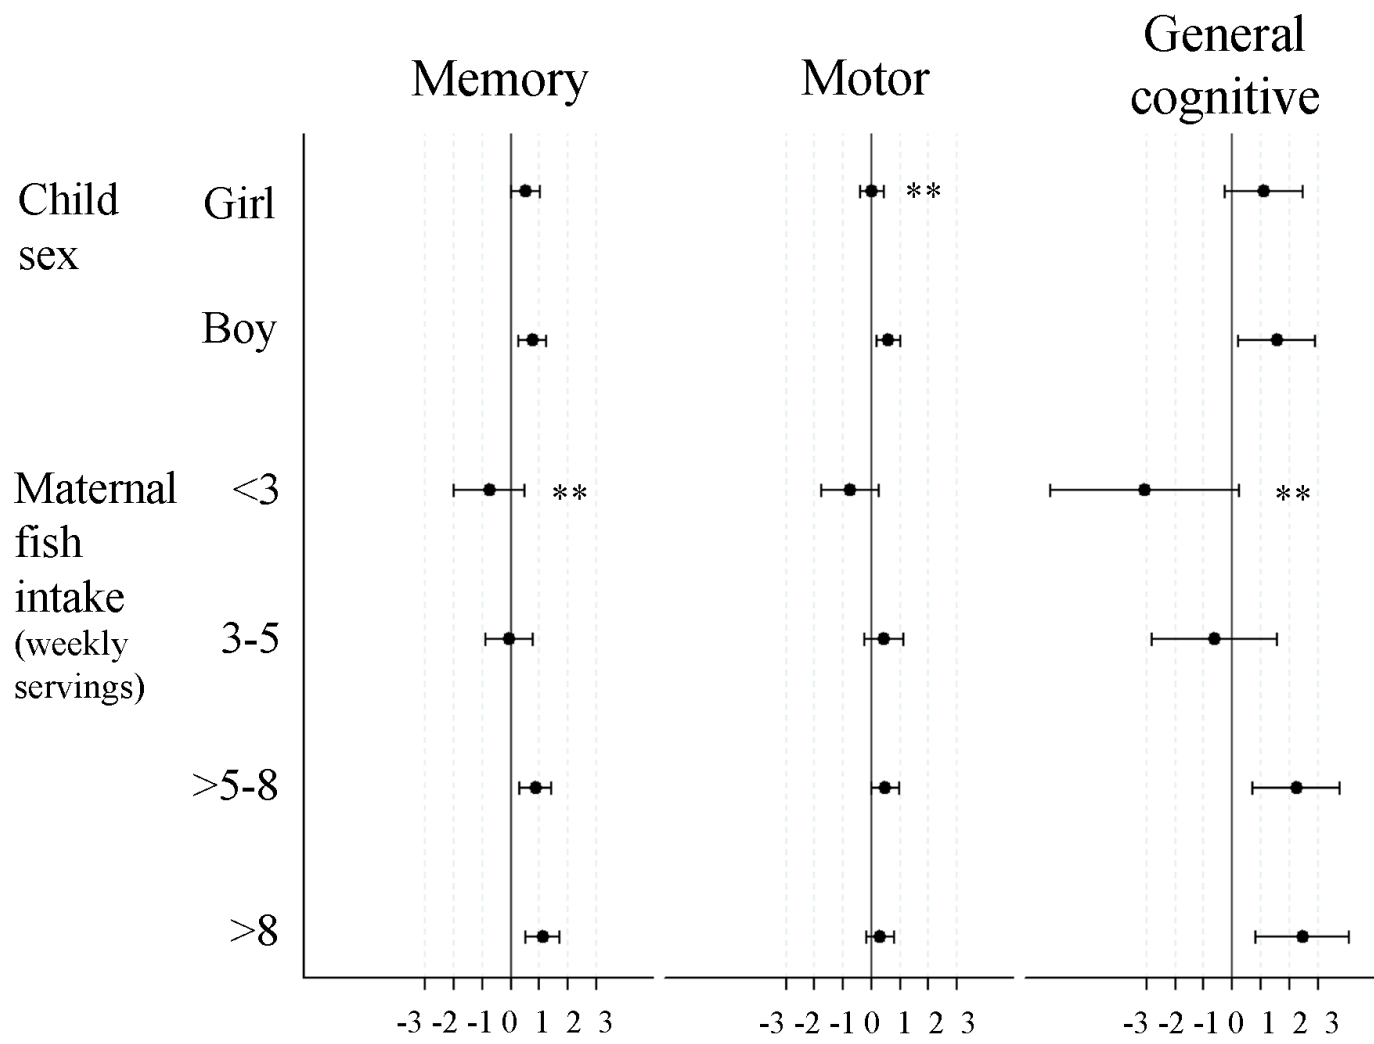 Memory
Motor
General
cognitive
Child
sex
Girl
**
Boy
Maternal
fish
intake
(weekly
servings)
<3
**
**
3-5
>5-8
>8
-3 -2 -1 0 1 2 3
-3 -2 -1 0 1 2 3
-3 -2 -1 0 1 2 3